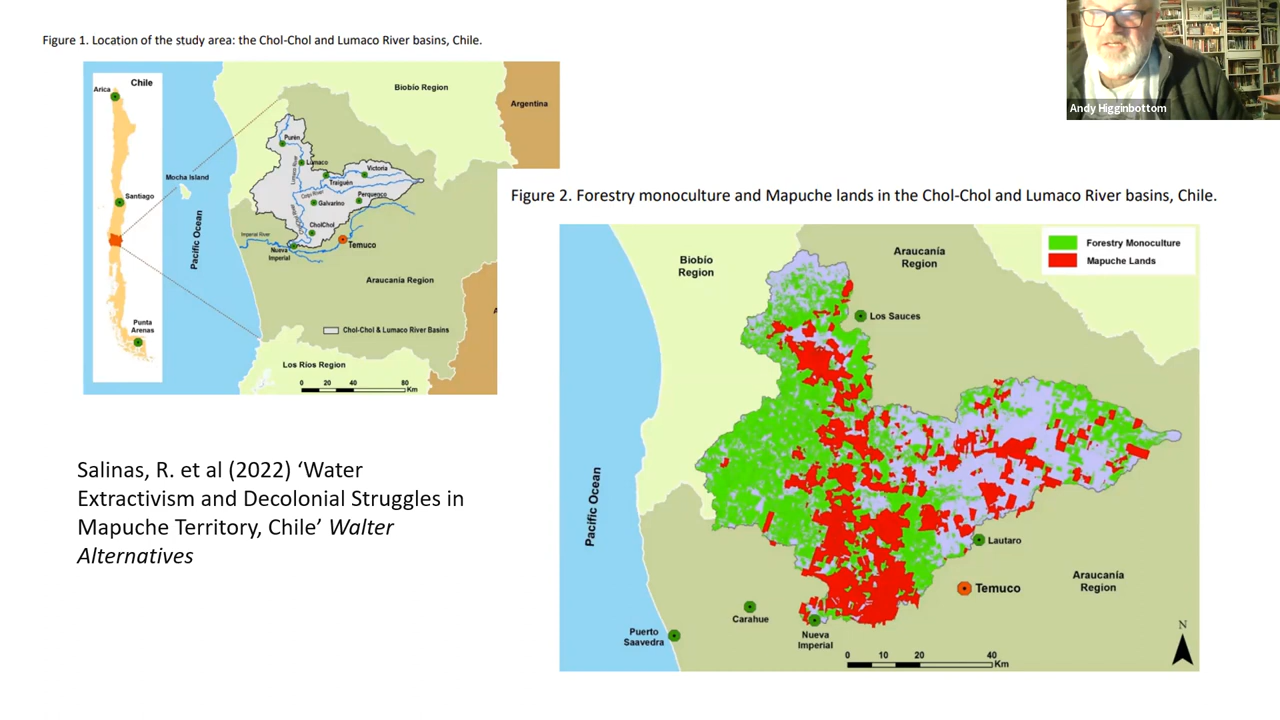 Figure 1. Location of the study area: the Chol-Chol and Lumaco River basins, Chile.
Chile
Arica
Santiago
Punta
Arenas
Biobío Region
Argentina
Purén
Lumaco
Lumaco River
Victoria
Traiguén
Perquenco
Galvarino
CholChol
Mocha Island
Pacific Ocean
Imperial River
Nueva
Imperial
Temuco
Araucanía Region
A
Chol-Chol & Lumaco River Basins
Los Ríos Region
0 20 40 80
Km
Andy Higginbottom
Figure 2. Forestry monoculture and Mapuche lands in the Chol-Chol and Lumaco River basins, Chile.
Forestry Monoculture
Mapuche Lands
Biobío
Region
Araucanía
Region
Los Sauces
Pacific Ocean
Lautaro
Temuco
Araucanía
Region
Carahue
Puerto
Saavedra
Nueva
Imperial
0 10 20 40
Km
N
Salinas, R. et al (2022) ‘Water
Extractivism and Decolonial Struggles in
Mapuche Territory, Chile’ Walter
Alternatives